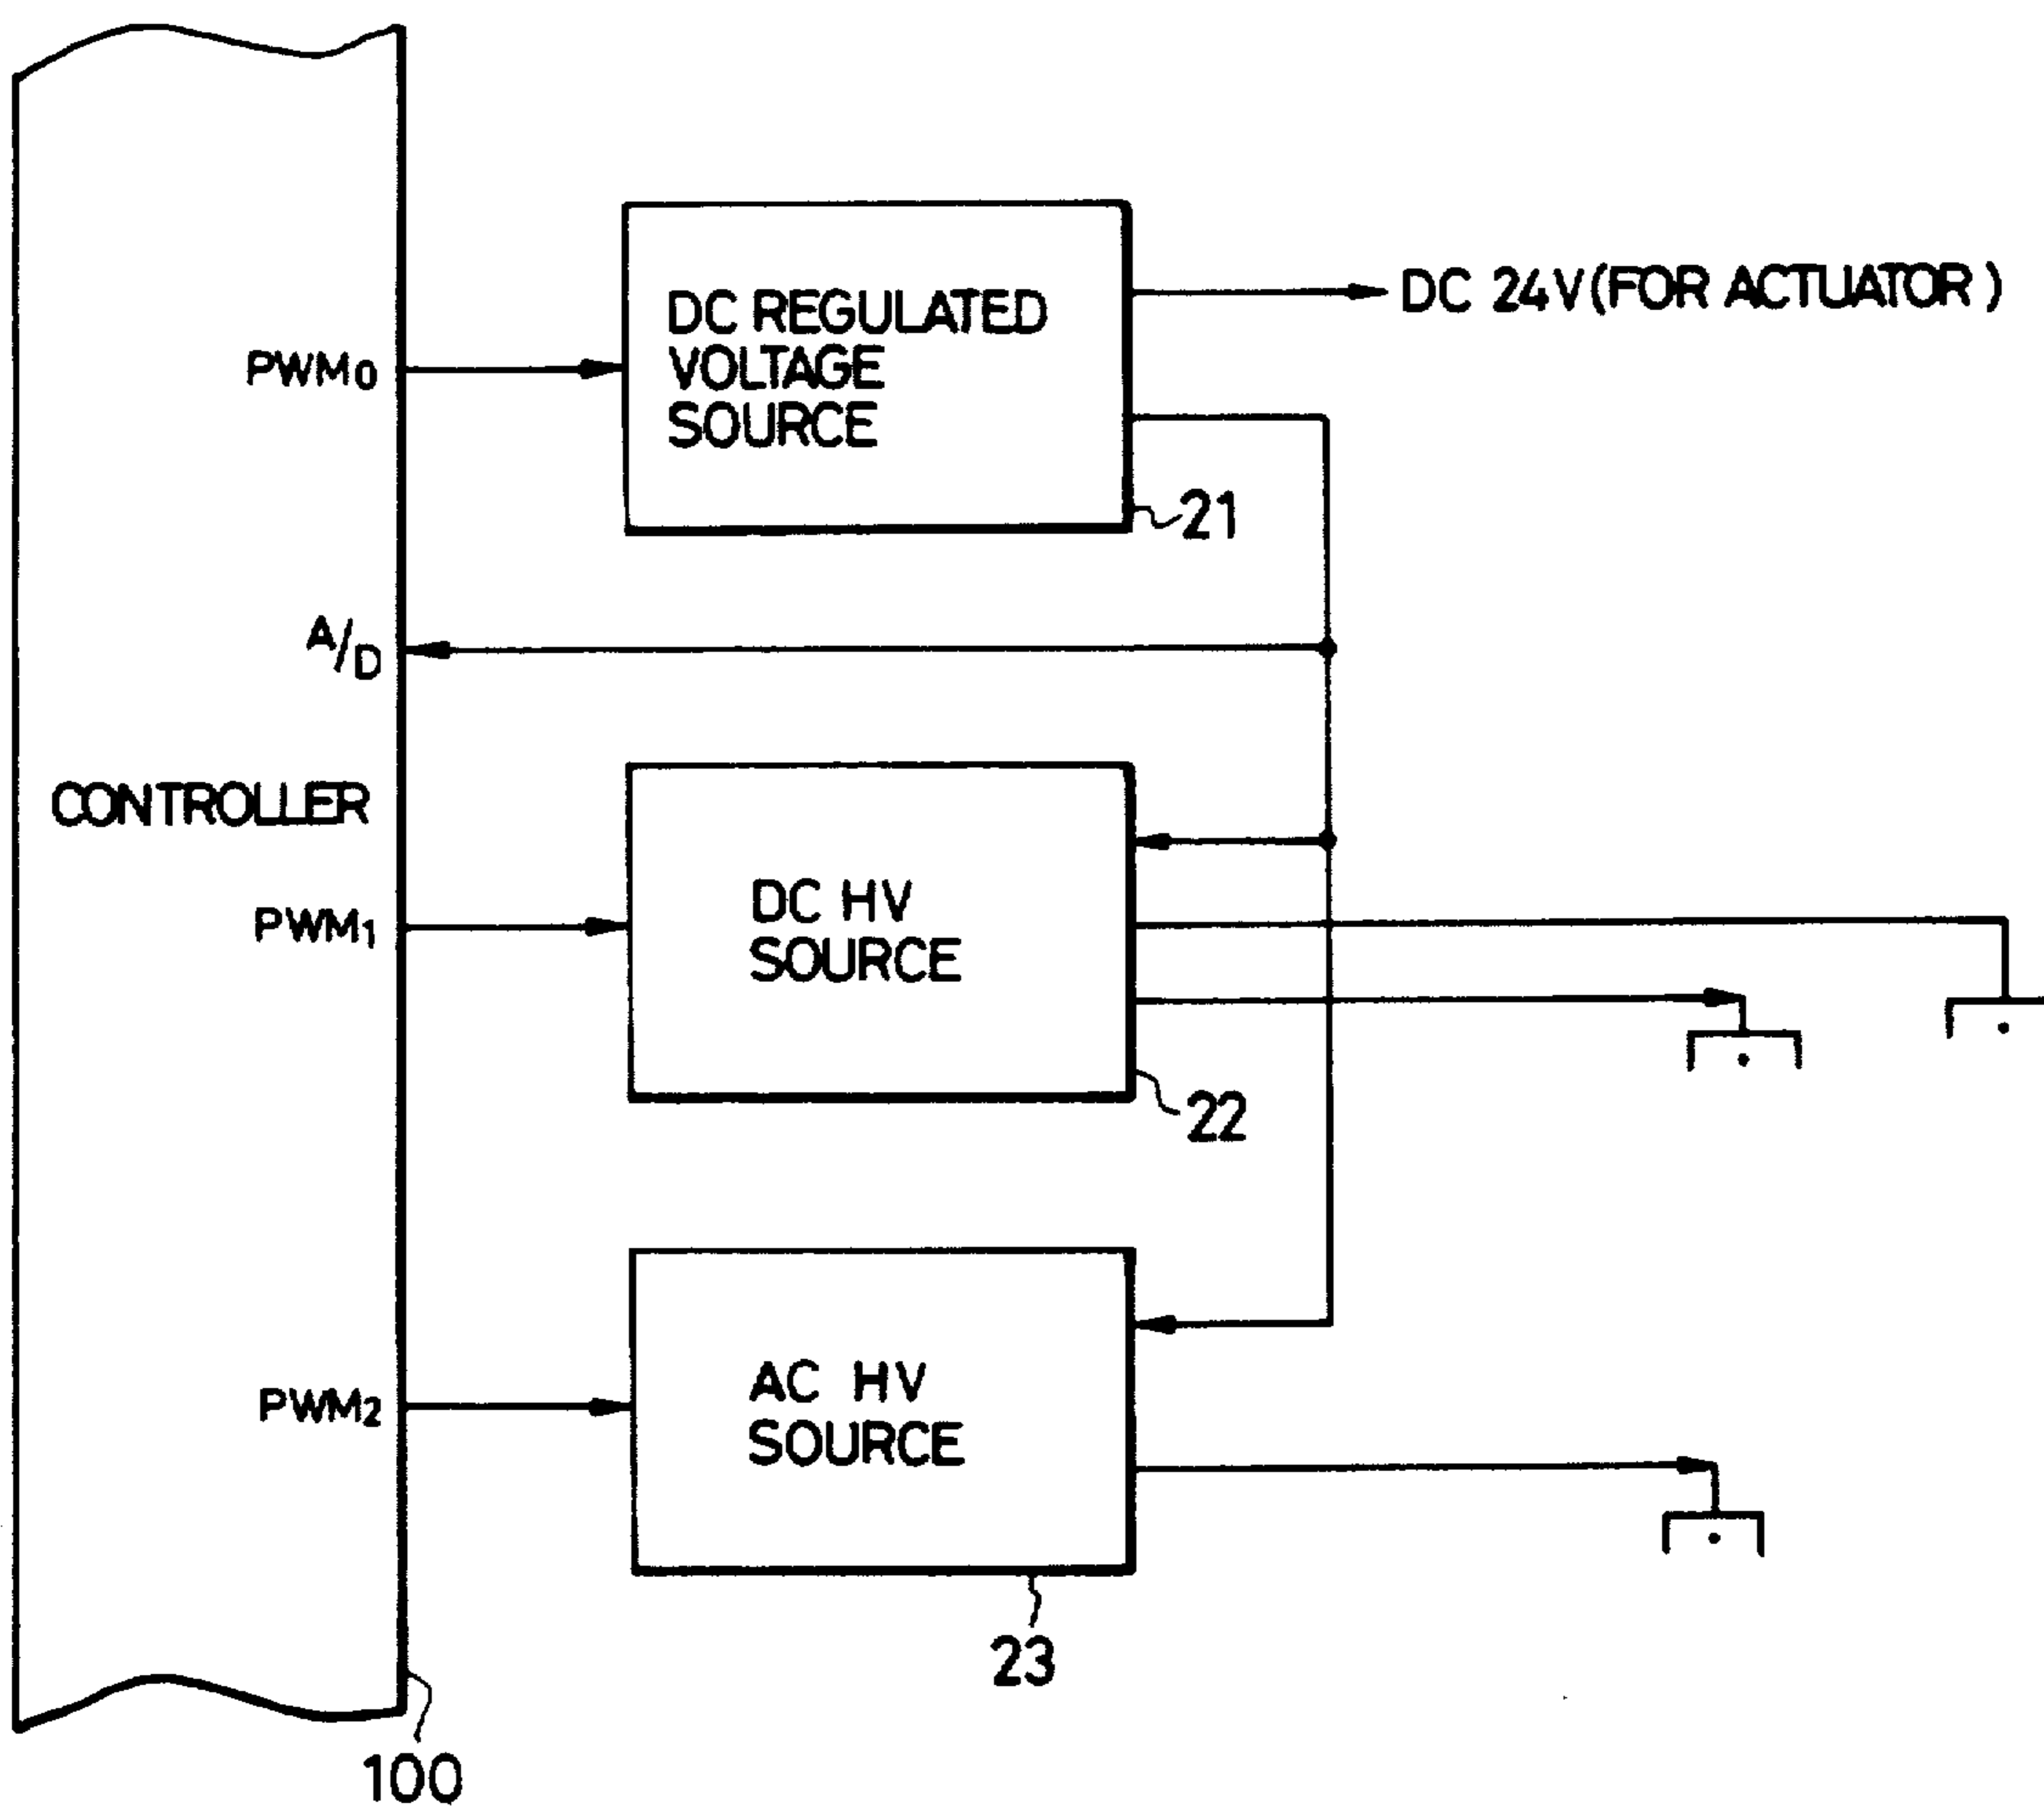 DC REGULATED
VOLTAGE
SOURCE
DC 24V (FOR ACTUATOR)
PWM0
21
A/D
CONTROLLER
DC HV
SOURCE
PWM1
22
AC HV
SOURCE
PWM2
23
100